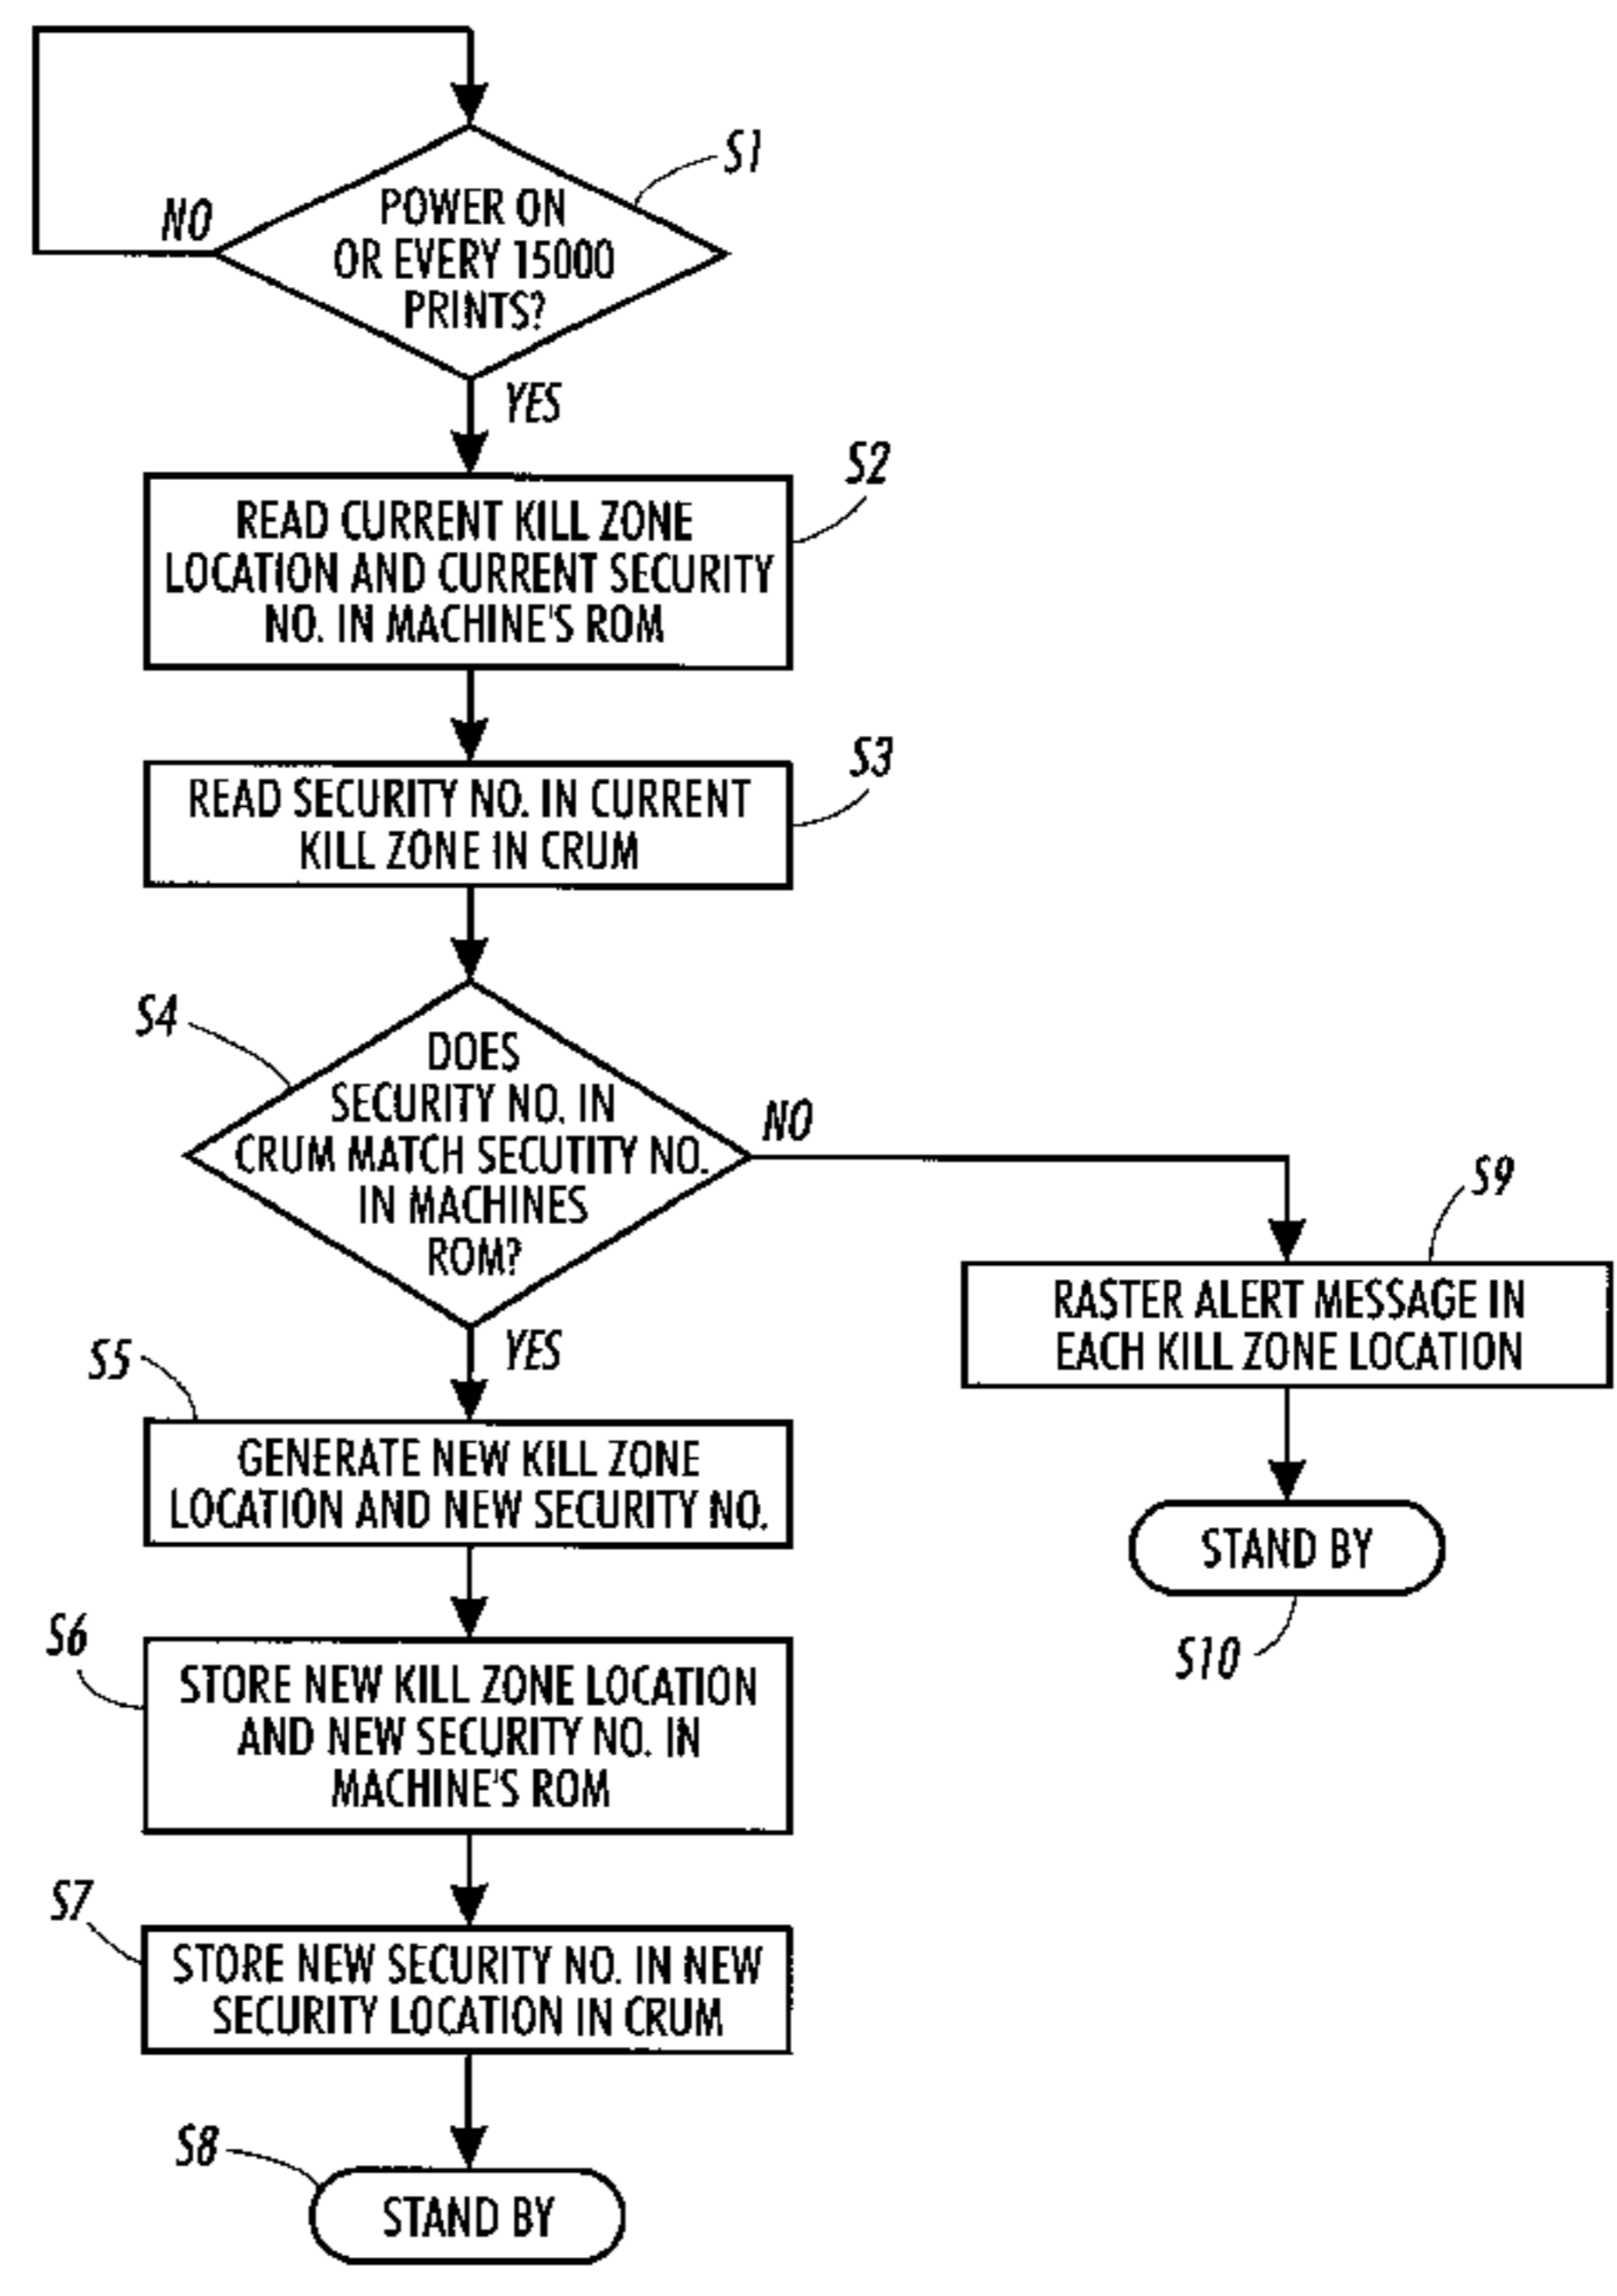 S1
POWER ON
OR EVERY 15000
PRINTS?
NO
YES
S2
READ CURRENT KILL ZONE
LOCATION AND CURRENT SECURITY
NO. IN MACHINE'S ROM
S3
READ SECURITY NO. IN CURRENT
KILL ZONE IN CRUM
S4
DOES
SECURITY NO. IN
CRUM MATCH SECUTITY NO.
IN MACHINES
ROM?
NO
YES
S9
RASTER ALERT MESSAGE IN
EACH KILL ZONE LOCATION
STAND BY
S10
S5
GENERATE NEW KILL ZONE
LOCATION AND NEW SECURITY NO.
S6
STORE NEW KILL ZONE LOCATION
AND NEW SECURITY NO. IN
MACHINE'S ROM
S7
STORE NEW SECURITY NO. IN NEW
SECURITY LOCATION IN CRUM
S8
STAND BY